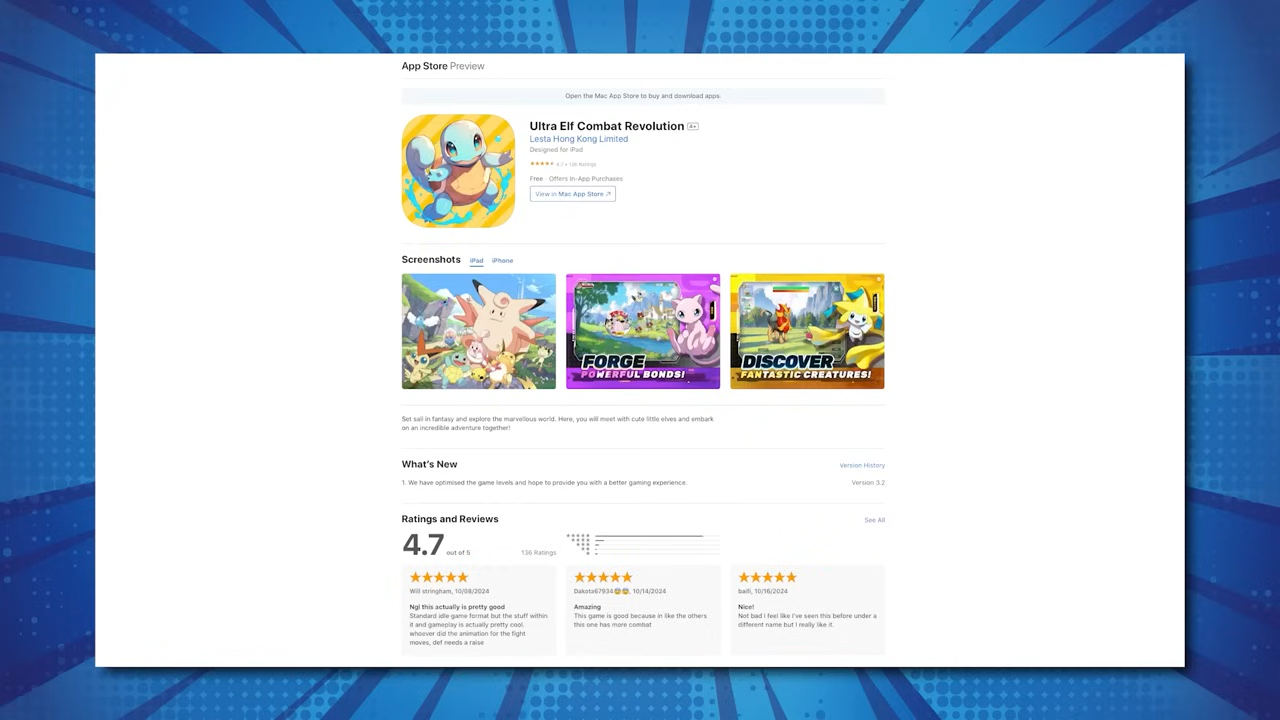 App Store Preview
Open the Mac App Store to buy and download apps.
Ultra Elf Combat Revolution 4+
Lesta Hong Kong Limited
Designed for iPad
4.7 • 136 Ratings
Free · Offers In-App Purchases
View in Mac App Store ↗
Screenshots iPad iPhone
FORGE
POWERFUL BONDS!
DISCOVER
FANTASTIC CREATURES!
Set sail in fantasy and explore the marvellous world. Here, you will meet with cute little elves and embark
on an incredible adventure together!
What's New
Version History
1. We have optimised the game levels and hope to provide you with a better gaming experience.
Version 3.2
Ratings and Reviews
See All
4.7 out of 5
136 Ratings
Will stringham, 10/08/2024
Ngl this actually is pretty good
Standard idle game format but the stuff within
it and gameplay is actually pretty cool.
whoever did the animation for the fight
moves, def needs a raise
Dakota67934😨😰, 10/14/2024
Amazing
This game is good because in like the others
this one has more combat
baifi, 10/16/2024
Nice!
Not bad I feel like I've seen this before under a
different name but I really like it.